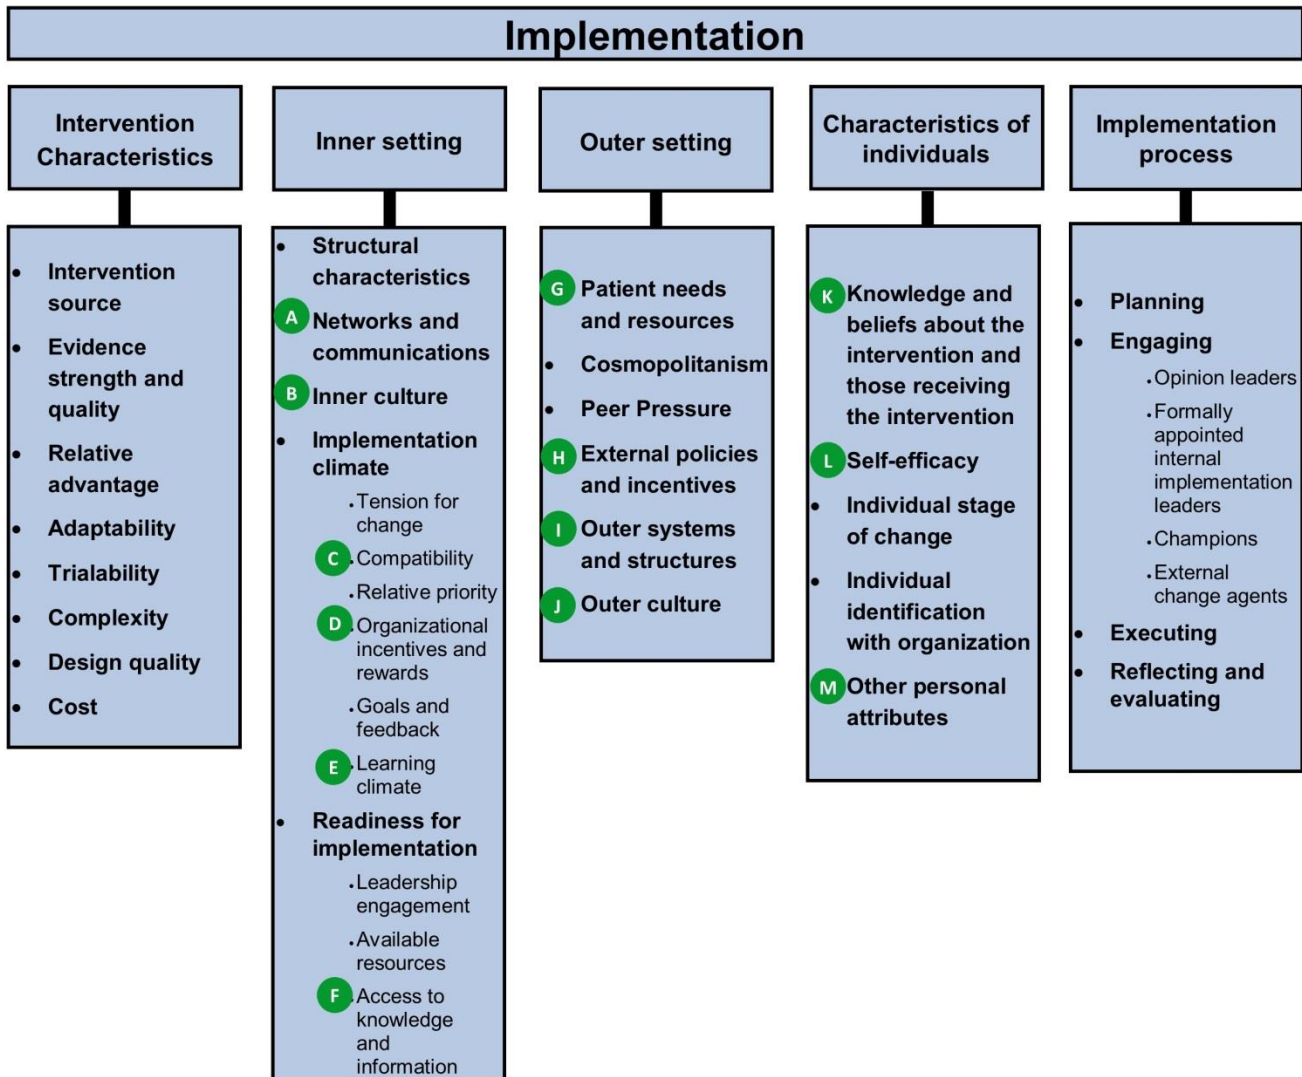 Implementation
Intervention
Characteristics
• Intervention
source
• Evidence
strength and
quality
• Relative
advantage
• Adaptability
• Trialability
• Complexity
• Design quality
• Cost
Inner setting
• Structural
characteristics
A Networks and
communications
B Inner culture
• Implementation
climate
• Tension for
change
C • Compatibility
• Relative priority
D • Organizational
incentives and
rewards
• Goals and
feedback
E • Learning
climate
• Readiness for
implementation
• Leadership
engagement
• Available
resources
F • Access to
knowledge
and
information
Outer setting
G Patient needs
and resources
• Cosmopolitanism
• Peer Pressure
H External policies
and incentives
I Outer systems
and structures
J Outer culture
Characteristics of
individuals
K Knowledge and
beliefs about the
intervention and
those receiving
the intervention
L Self-efficacy
• Individual stage
of change
• Individual
identification
with organization
M Other personal
attributes
Implementation
process
• Planning
• Engaging
• Opinion leaders
• Formally
appointed
internal
implementation
leaders
• Champions
• External
change agents
• Executing
• Reflecting and
evaluating